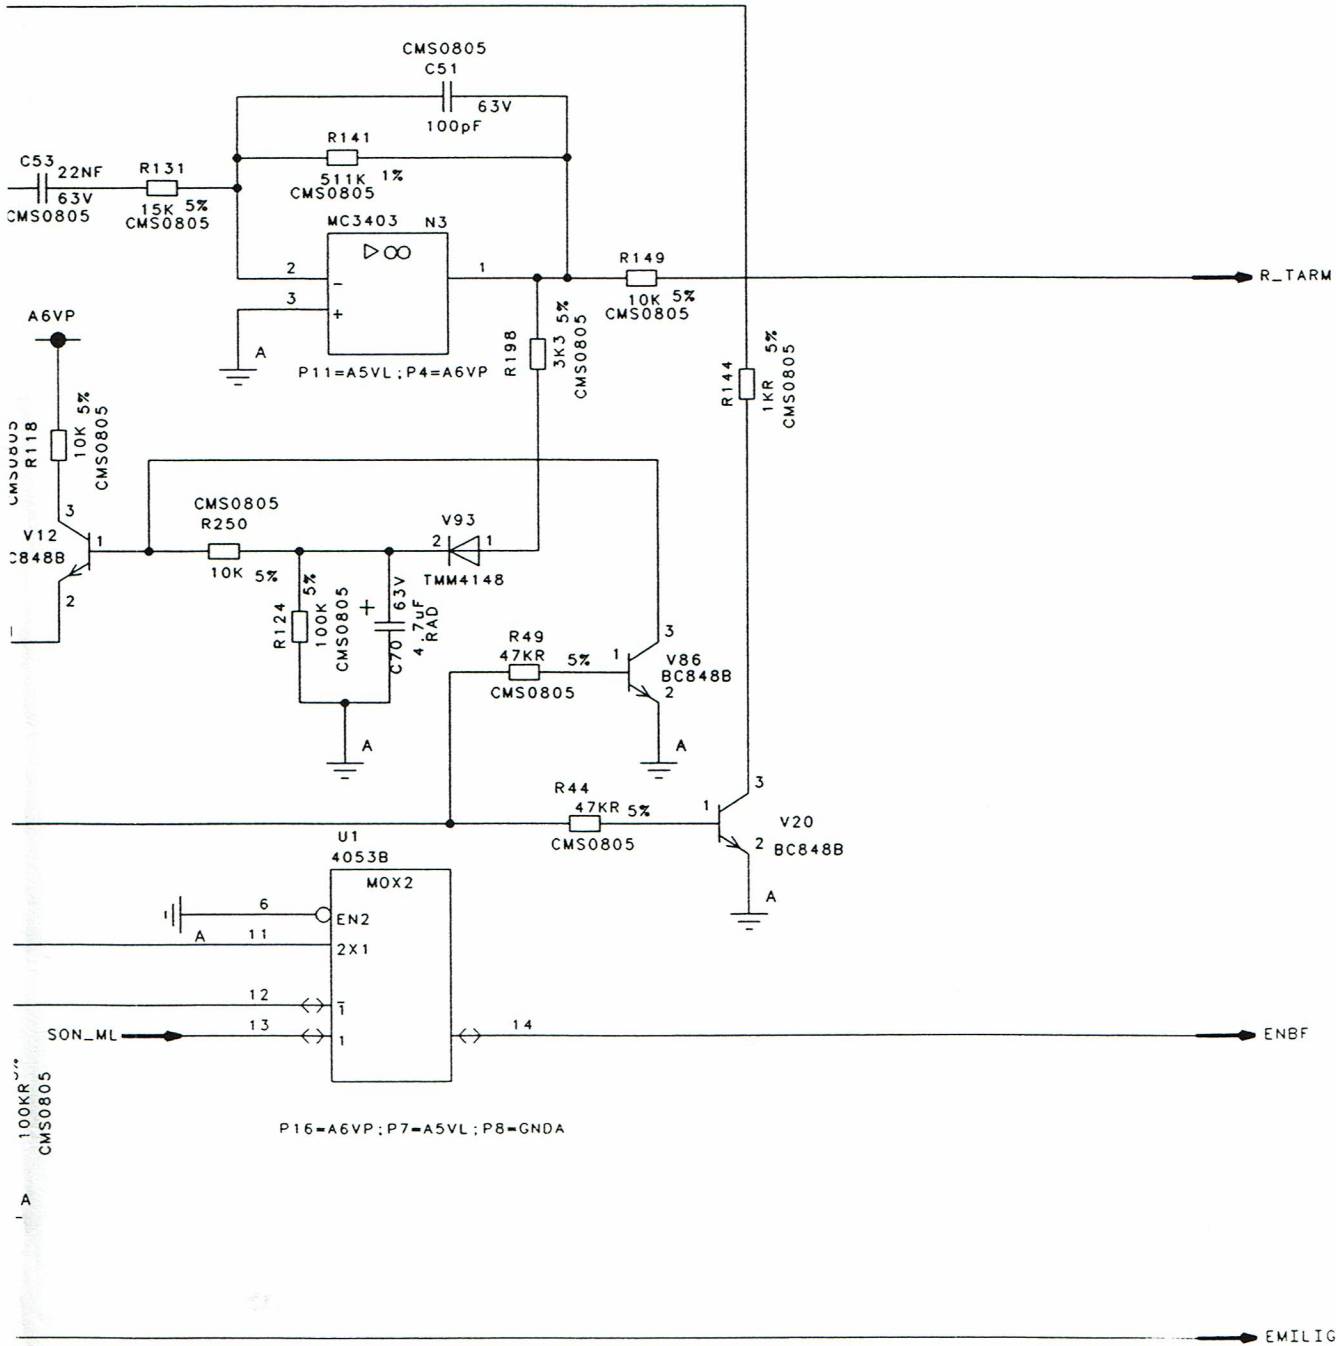 CMS0805
C51
63V
100pF
R141
511K 1%
CMS0805
C53
22NF
63V
CMS0805
R131
15K 5%
CMS0805
MC3403 N3
▷ ∞
2
-
1
3
+
A
P11=A5VL;P4=A6VP
R149
10K 5%
CMS0805
R_TARM
A6VP
R198
3K3 5%
CMS0805
R144
1KR 5%
CMS0805
CMS0805
R118
10K 5%
CMS0805
3
V12
1
C848B
2
CMS0805
R250
10K 5%
V93
2 1
TMM4148
R124
100K 5%
CMS0805
+
C70
4.7uF 63V
RAD
A
R49
47KR 5%
CMS0805
3
1
V86
BC848B
2
A
R44
47KR 5%
CMS0805
3
1
V20
2
BC848B
A
U1
4053B
MOX2
6
EN2
A
11
2X1
12
1̅
SON_ML
13
1
14
ENBF
P16=A6VP;P7=A5VL;P8=GNDA
100KR
CMS0805
A
EMILIG